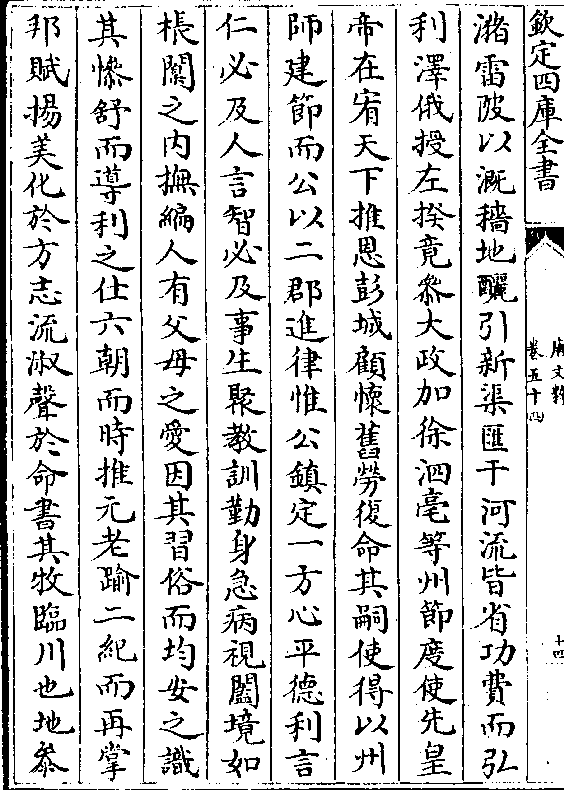 欽定四庫全書
唐文粹
卷五十四
十四
潴雷陂以溉穡地釃引新渠匯于河流皆省功費而弘
利澤俄授左揆竟叅大政加徐泗亳等州節度使先皇
帝在宥天下推恩彭城顧懷舊勞復命其嗣使得以州
師建節而公以二郡進律惟公鎮定一方心平德利言
仁必及人言智必及事生聚教訓勤身急病視闔境如
棖闑之内撫編人有父母之愛因其習俗而均安之識
其慘舒而導利之仕六朝而時推元老踰二紀而再掌
邦賦揚美化於方志流淑聲於命書其牧臨川也地叅